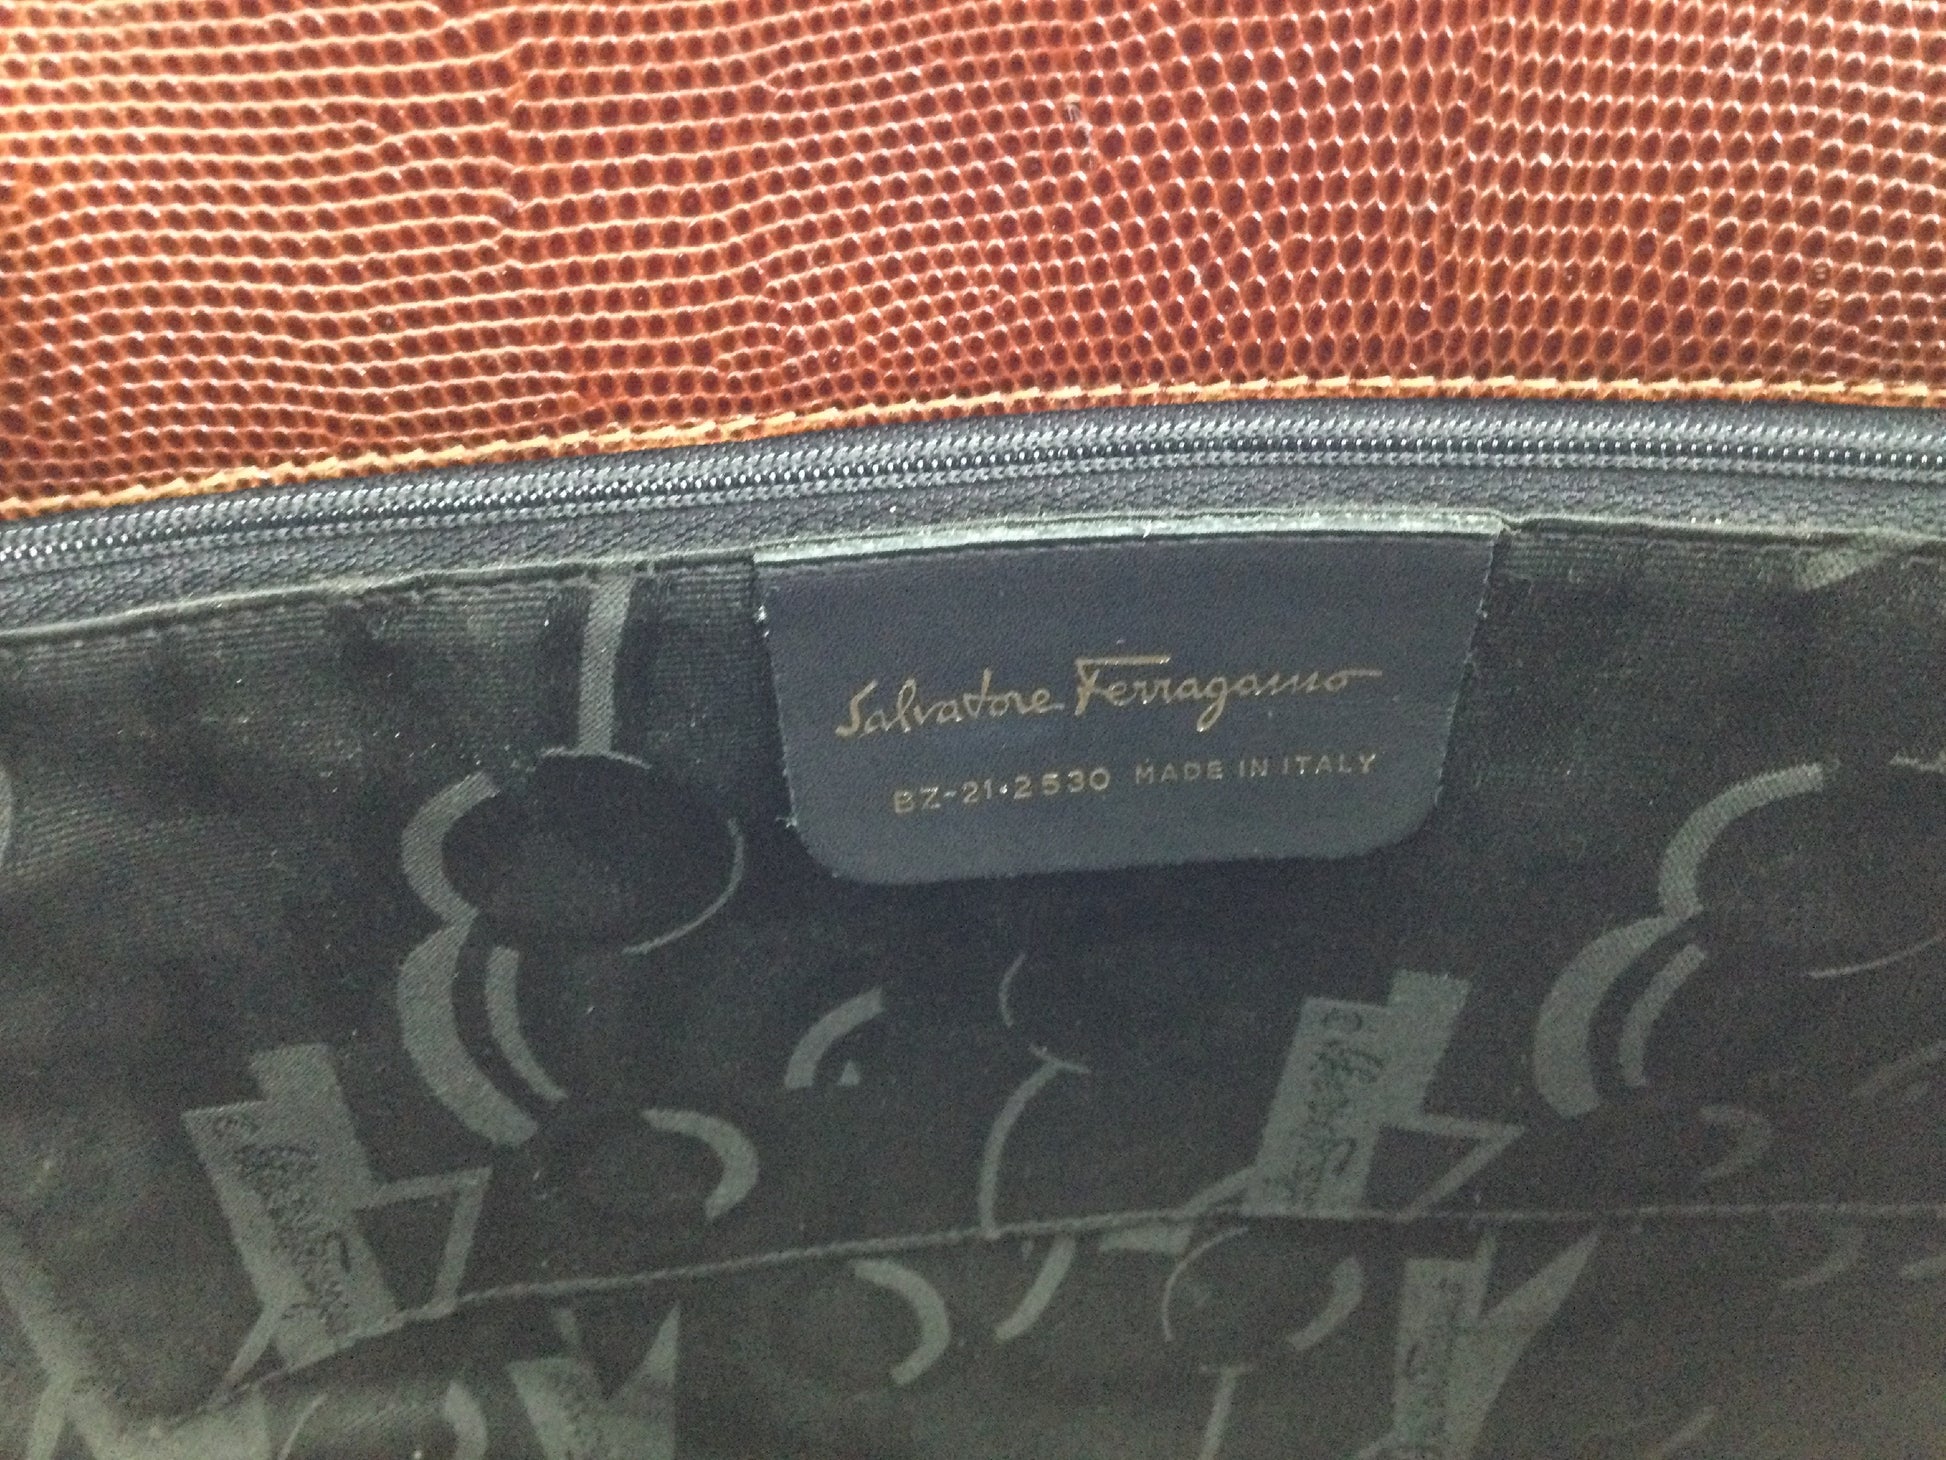 Salvatore Ferragamo
BZ-21·2530 MADE IN ITALY